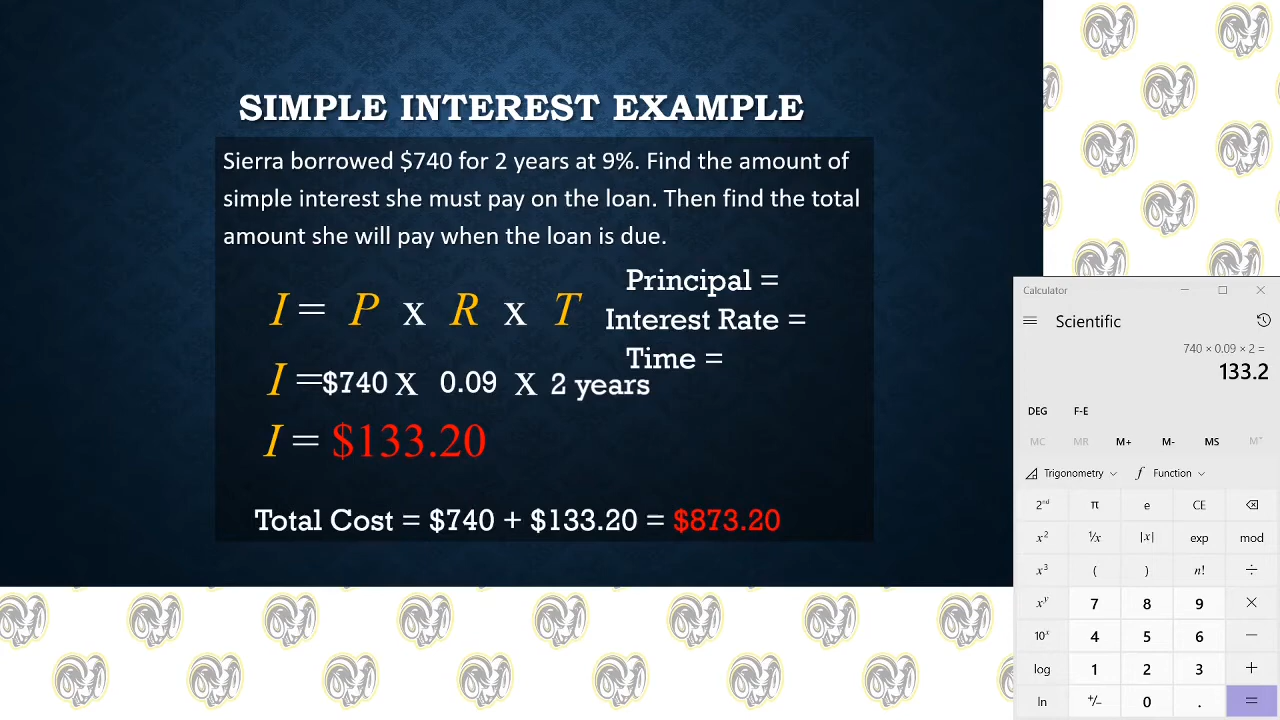 SIMPLE INTEREST EXAMPLE
Sierra borrowed $740 for 2 years at 9%. Find the amount of
simple interest she must pay on the loan. Then find the total
amount she will pay when the loan is due.
I = P x R x T
Principal =
Interest Rate =
Time =
I =$740 x 0.09 x 2 years
I = $133.20
Total Cost = $740 + $133.20 = $873.20
Calculator
Scientific
740 × 0.09 × 2 =
133.2
DEG F-E
MC MR M+ M- MS M˅
Trigonometry Function
2ⁿᵈ π e CE
x² ¹/x |x| exp mod
x³ ( ) n! ÷
xʸ 7 8 9 ×
10ˣ 4 5 6 −
log 1 2 3 +
ln +/− 0 . =